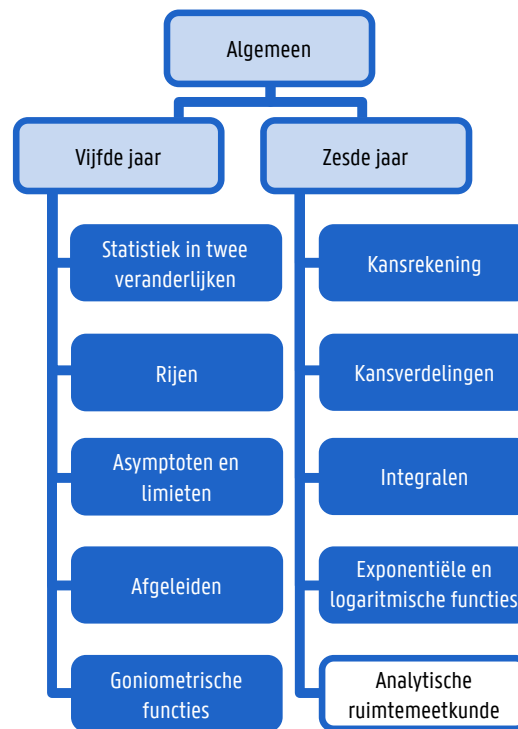 Algemeen
Vijfde jaar
Statistiek in twee
veranderlijken
Rijen
Asymptoten en
limieten
Afgeleiden
Goniometrische
functies
Zesde jaar
Kansrekening
Kansverdelingen
Integralen
Exponentiële en
logaritmische functies
Analytische
ruimtemeetkunde